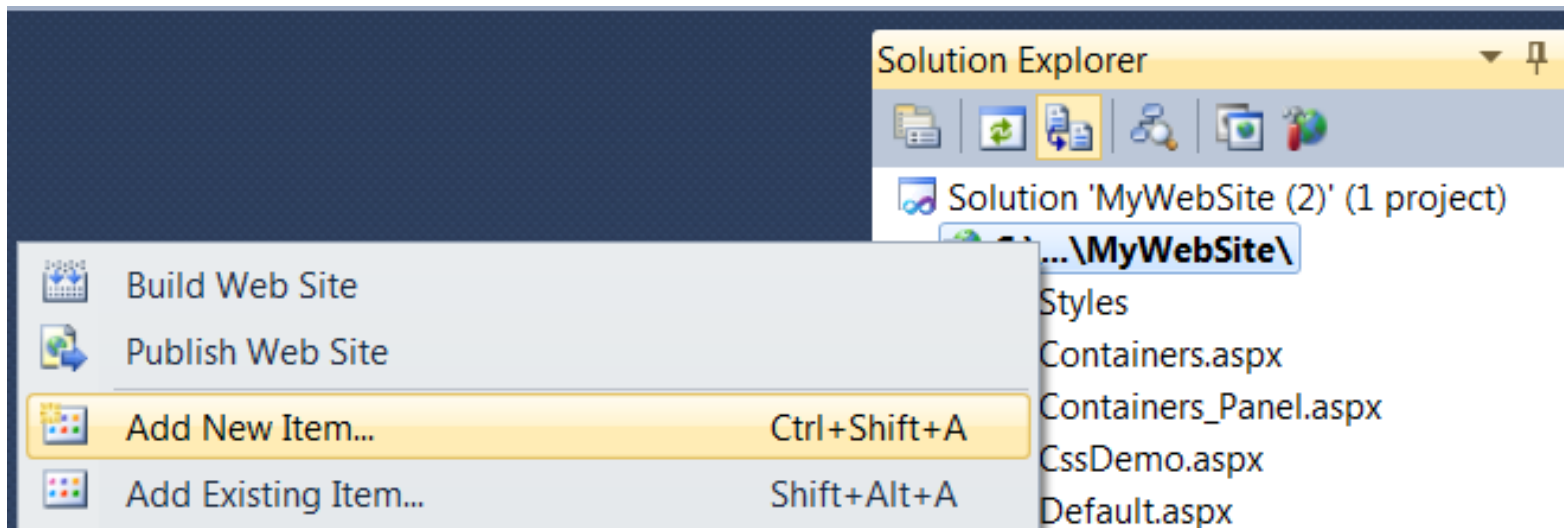 Solution Explorer
Solution 'MyWebSite (2)' (1 project)
...\MyWebSite\
Styles
Containers.aspx
Containers_Panel.aspx
CssDemo.aspx
Default.aspx
Build Web Site
Publish Web Site
Add New Item... Ctrl+Shift+A
Add Existing Item... Shift+Alt+A